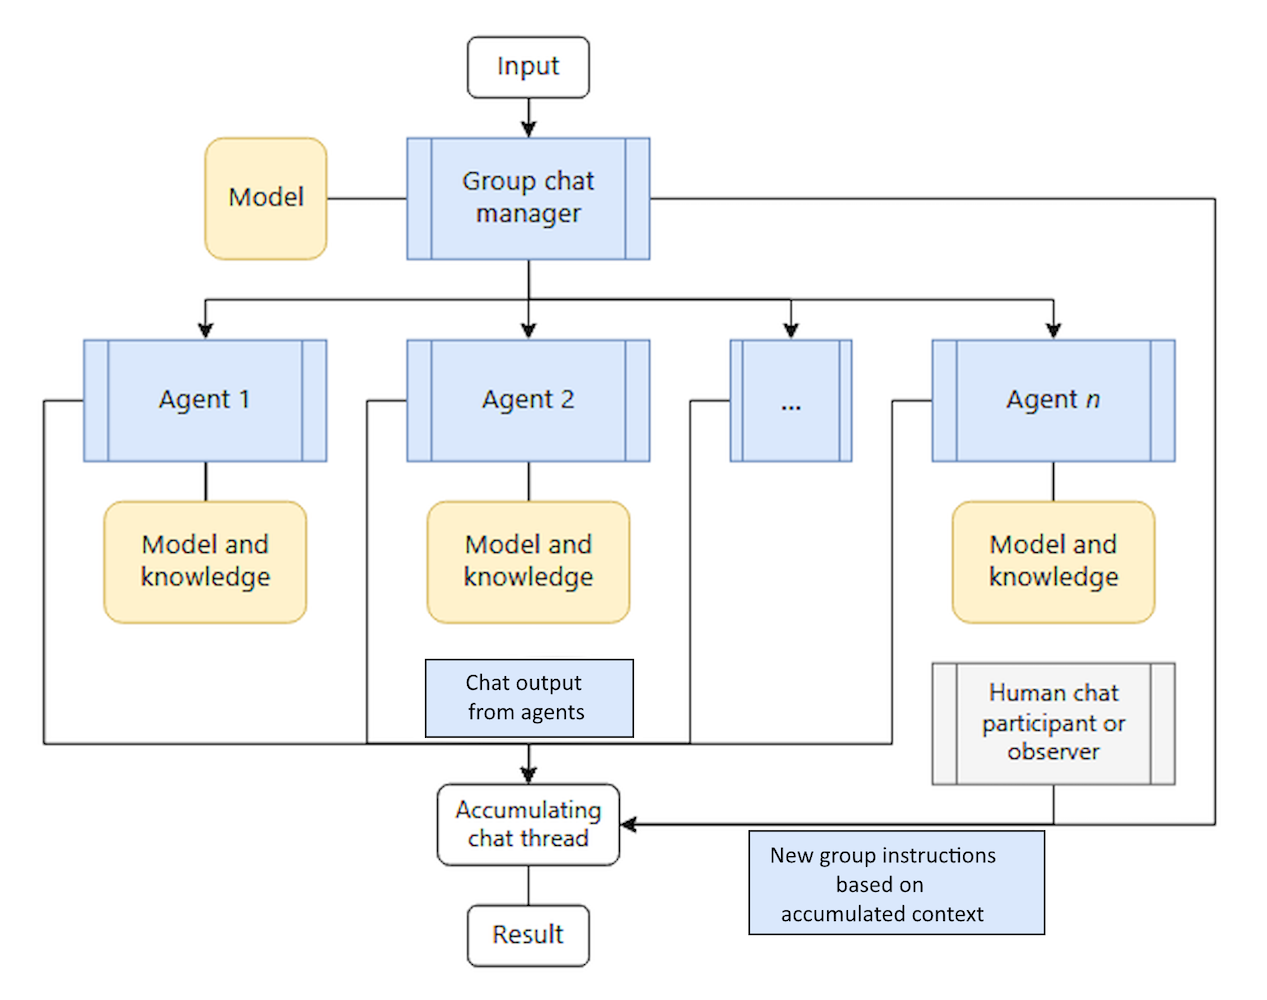 Input
Model
Group chat
manager
Agent 1
Agent 2
...
Agent n
Model and
knowledge
Model and
knowledge
Model and
knowledge
Chat output
from agents
Human chat
participant or
observer
Accumulating
chat thread
New group instructions
based on
accumulated context
Result